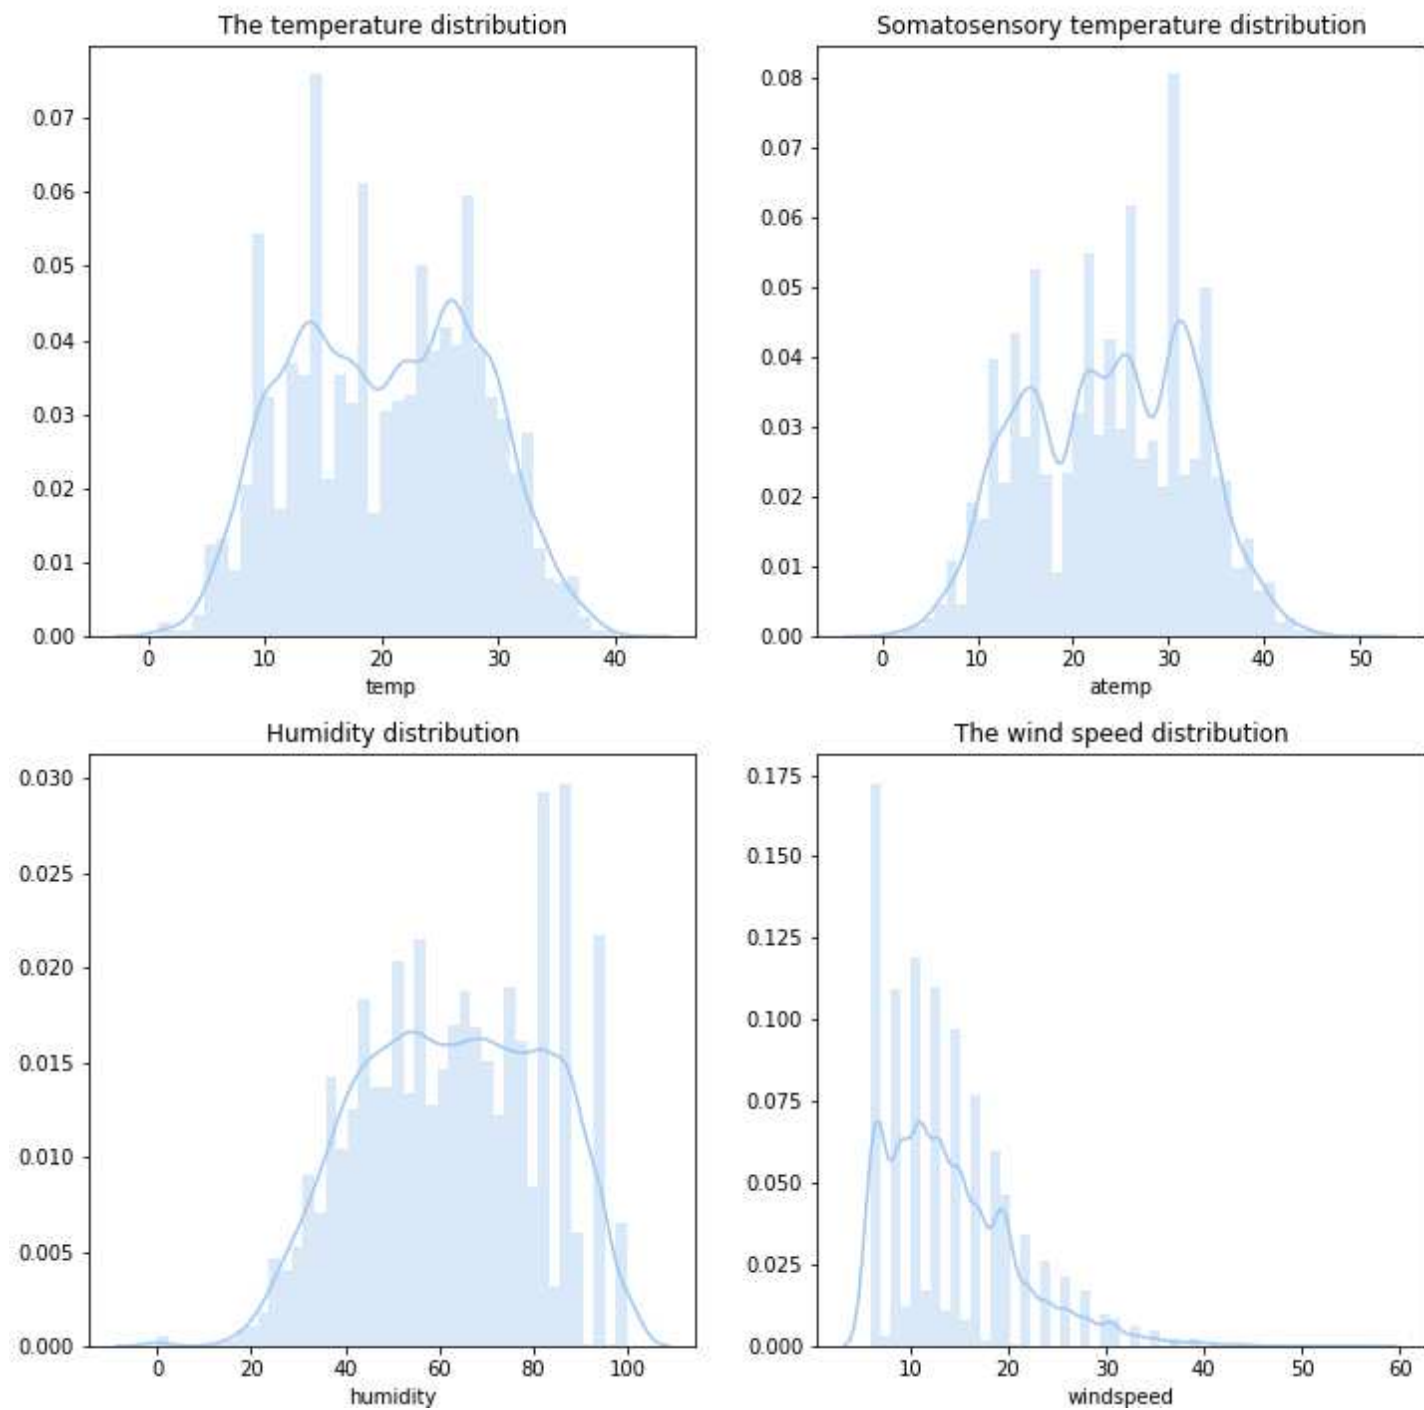 The temperature distribution
0.07
0.06
0.05
0.04
0.03
0.02
0.01
0.00
0 10 20 30 40
temp
Somatosensory temperature distribution
0.08
0.07
0.06
0.05
0.04
0.03
0.02
0.01
0.00
0 10 20 30 40 50
atemp
Humidity distribution
0.030
0.025
0.020
0.015
0.010
0.005
0.000
0 20 40 60 80 100
humidity
The wind speed distribution
0.175
0.150
0.125
0.100
0.075
0.050
0.025
0.000
10 20 30 40 50 60
windspeed